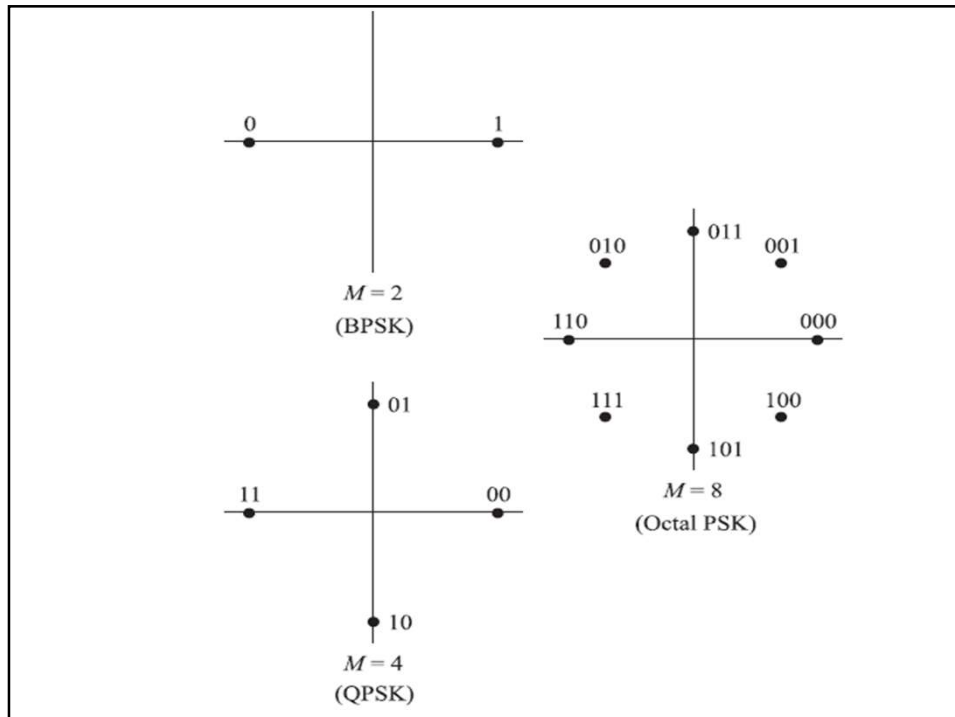 0 1
M = 2
(BPSK)
011
010 001
110 000
111 100
101
M = 8
(Octal PSK)
01
11 00
10
M = 4
(QPSK)